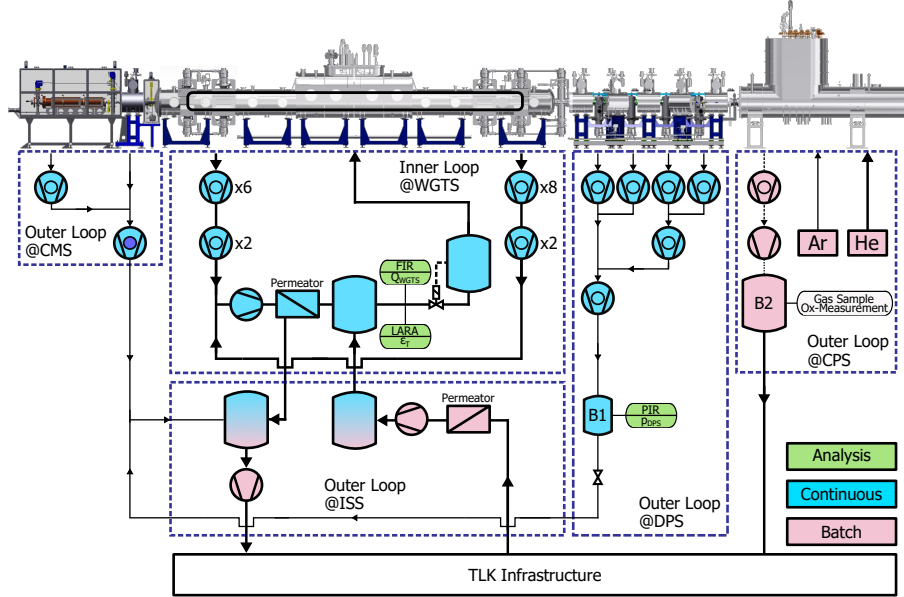 x6
x8
Inner Loop
@WGTS
Outer Loop
@CMS
x2
x2
Ar
He
Permeator
FIR
QWGTS
LARA
εT
B2
Gas Sample
Ox-Measurement
Outer Loop
@CPS
Permeator
B1
PIR
pDPS
Outer Loop
@ISS
Outer Loop
@DPS
Analysis
Continuous
Batch
TLK Infrastructure